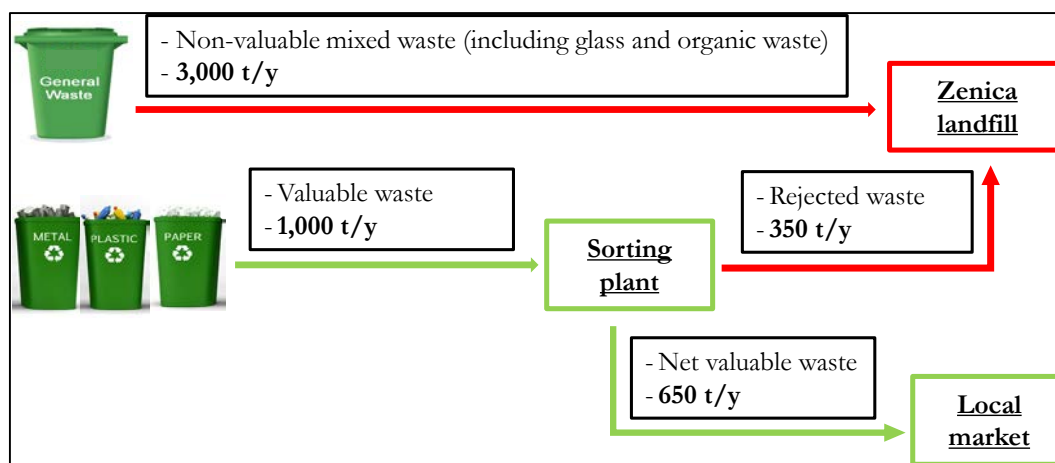 General
Waste
- Non-valuable mixed waste (including glass and organic waste)
- 3,000 t/y
Zenica
landfill
METAL
PLASTIC
PAPER
- Valuable waste
- 1,000 t/y
Sorting
plant
- Rejected waste
- 350 t/y
- Net valuable waste
- 650 t/y
Local
market